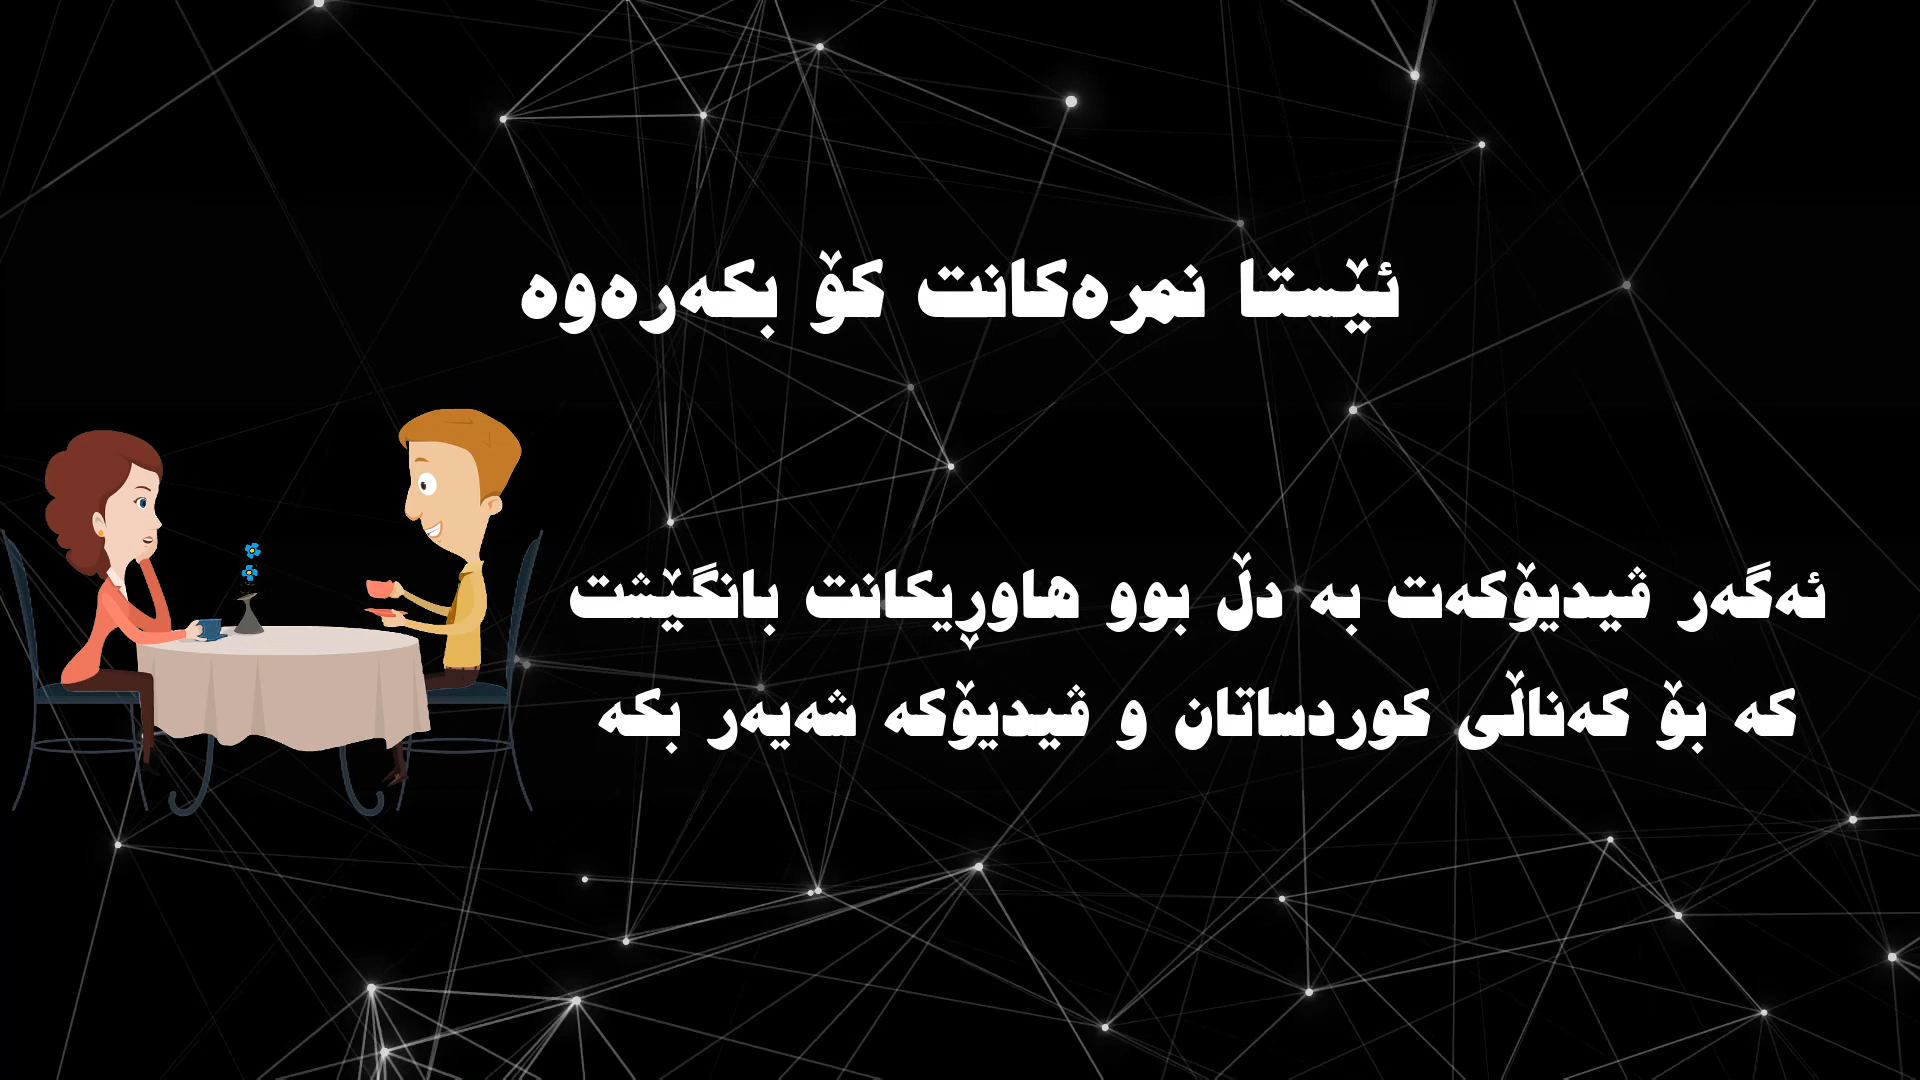 ئێستا نمرەکانت کۆ بکەرەوە
ئەگەر ڤیدیۆکەت بە دڵ بوو هاوڕیکانت بانگێشت
کە بۆ کەناڵی کوردساتان و ڤیدیۆکە شەیەر بکە